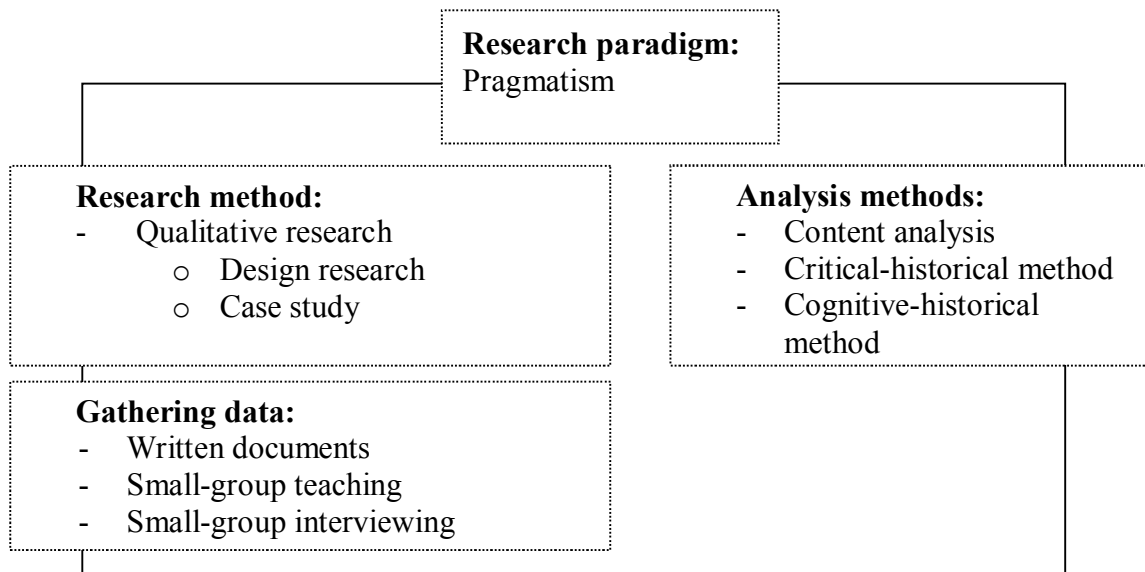 Research paradigm:
Pragmatism
Research method:
- Qualitative research
o Design research
o Case study
Analysis methods:
- Content analysis
- Critical-historical method
- Cognitive-historical
method
Gathering data:
- Written documents
- Small-group teaching
- Small-group interviewing